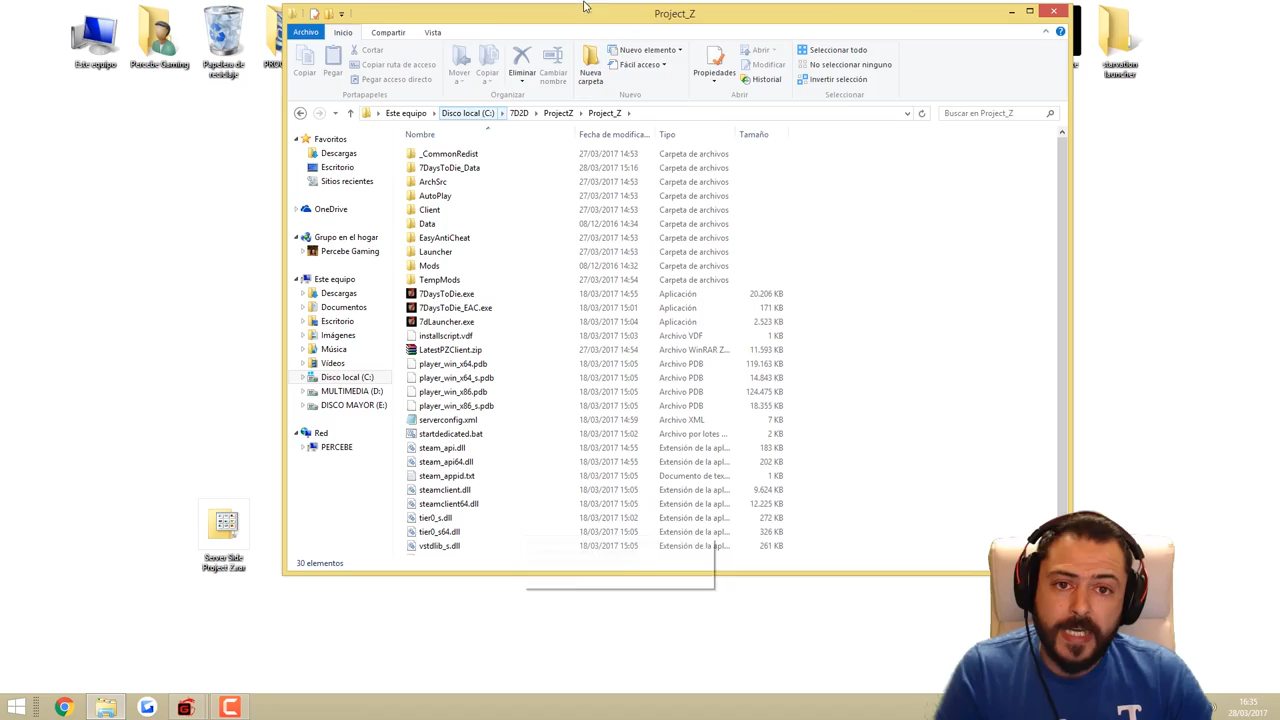 Project_Z
Archivo Inicio Compartir Vista
Copiar
Pegar
Cortar
Copiar ruta de acceso
Pegar acceso directo
Portapapeles
Mover a
Copiar a
Eliminar
Cambiar nombre
Organizar
Nueva carpeta
Nuevo elemento
Fácil acceso
Nuevo
Propiedades
Abrir
Modificar
Historial
Abrir
Seleccionar todo
No seleccionar ninguno
Invertir selección
Seleccionar
Este equipo Disco local (C:) 7D2D ProjectZ Project_Z
Buscar en Project_Z
Favoritos
Descargas
Escritorio
Sitios recientes
OneDrive
Grupo en el hogar
Percebe Gaming
Este equipo
Descargas
Documentos
Escritorio
Imágenes
Música
Vídeos
Disco local (C:)
MULTIMEDIA (D:)
DISCO MAYOR (E:)
Red
PERCEBE
Nombre Fecha de modifica... Tipo Tamaño
_CommonRedist 27/03/2017 14:53 Carpeta de archivos
7DaysToDie_Data 28/03/2017 15:16 Carpeta de archivos
ArchSrc 27/03/2017 14:53 Carpeta de archivos
AutoPlay 27/03/2017 14:53 Carpeta de archivos
Client 27/03/2017 14:53 Carpeta de archivos
Data 08/12/2016 14:34 Carpeta de archivos
EasyAntiCheat 27/03/2017 14:53 Carpeta de archivos
Launcher 27/03/2017 14:53 Carpeta de archivos
Mods 08/12/2016 14:32 Carpeta de archivos
TempMods 27/03/2017 14:54 Carpeta de archivos
7DaysToDie.exe 18/03/2017 14:55 Aplicación 20.206 KB
7DaysToDie_EAC.exe 18/03/2017 15:01 Aplicación 171 KB
7dLauncher.exe 18/03/2017 15:04 Aplicación 2.523 KB
installscript.vdf 18/03/2017 15:03 Archivo VDF 1 KB
LatestPZClient.zip 27/03/2017 14:54 Archivo WinRAR Z... 11.593 KB
player_win_x64.pdb 18/03/2017 15:05 Archivo PDB 119.163 KB
player_win_x64_s.pdb 18/03/2017 15:05 Archivo PDB 14.843 KB
player_win_x86.pdb 18/03/2017 15:05 Archivo PDB 124.475 KB
player_win_x86_s.pdb 18/03/2017 15:05 Archivo PDB 18.355 KB
serverconfig.xml 18/03/2017 14:59 Archivo XML 7 KB
startdedicated.bat 18/03/2017 15:02 Archivo por lotes ... 2 KB
steam_api.dll 18/03/2017 14:55 Extensión de la apl... 183 KB
steam_api64.dll 18/03/2017 15:05 Extensión de la apl... 202 KB
steam_appid.txt 18/03/2017 15:05 Documento de tex... 1 KB
steamclient.dll 18/03/2017 15:05 Extensión de la apl... 9.624 KB
steamclient64.dll 18/03/2017 15:05 Extensión de la apl... 12.225 KB
tier0_s.dll 18/03/2017 15:02 Extensión de la apl... 272 KB
tier0_s64.dll 18/03/2017 15:05 Extensión de la apl... 326 KB
vstdlib_s.dll 18/03/2017 15:05 Extensión de la apl... 261 KB
30 elementos
Este equipo
Percebe Gaming
Papelera de reciclaje
starvation launcher
Server Side Project Z.rar
16:35
28/03/2017